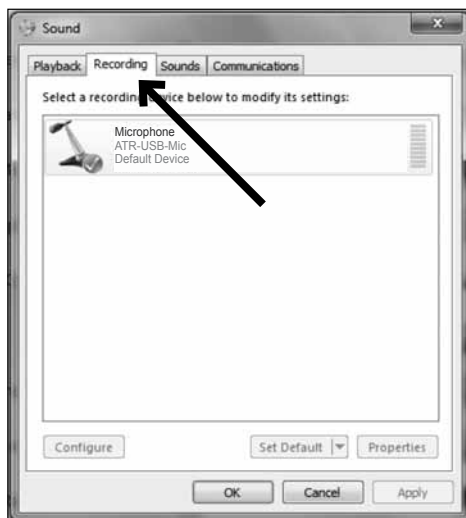 Sound
x
Playback Recording Sounds Communications
Select a recording device below to modify its settings:
Microphone
ATR-USB-Mic
Default Device
Configure Set Default Properties
OK Cancel Apply